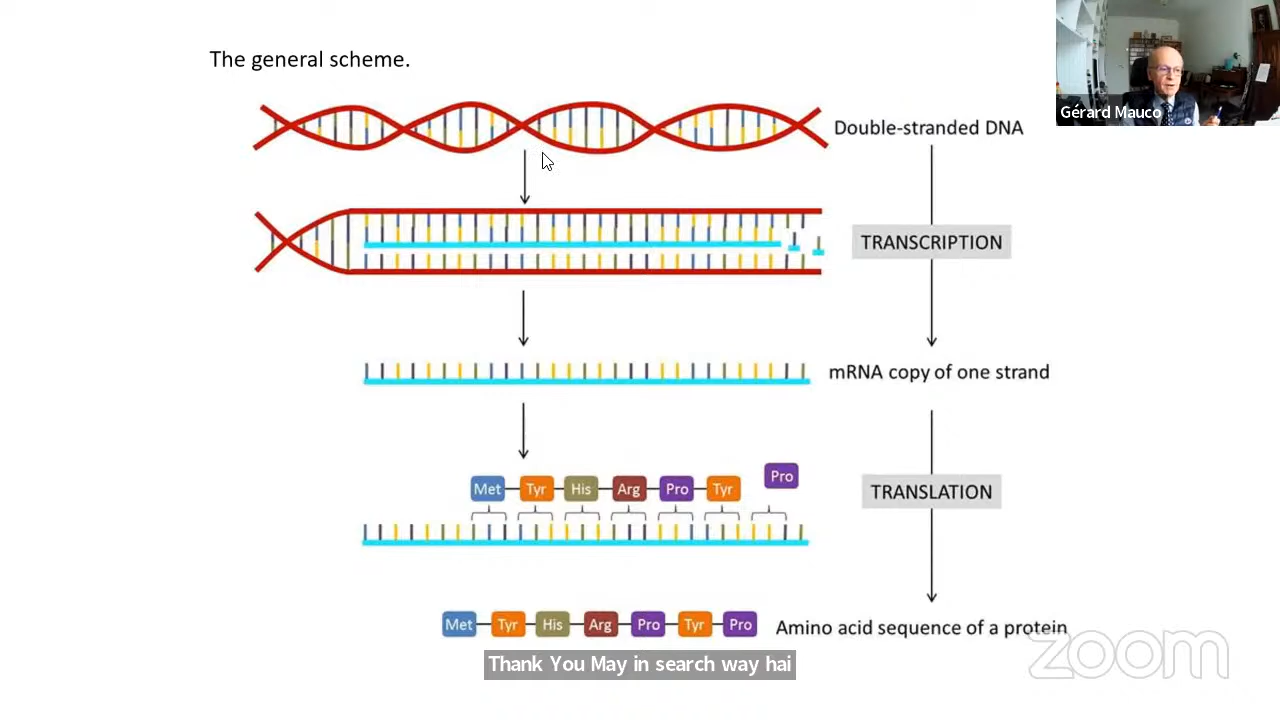 The general scheme.
Gérard Mauco
Double-stranded DNA
TRANSCRIPTION
mRNA copy of one strand
Met Tyr His Arg Pro Tyr Pro
TRANSLATION
Met Tyr His Arg Pro Tyr Pro
Amino acid sequence of a protein
zoom
Thank You May in search way hai